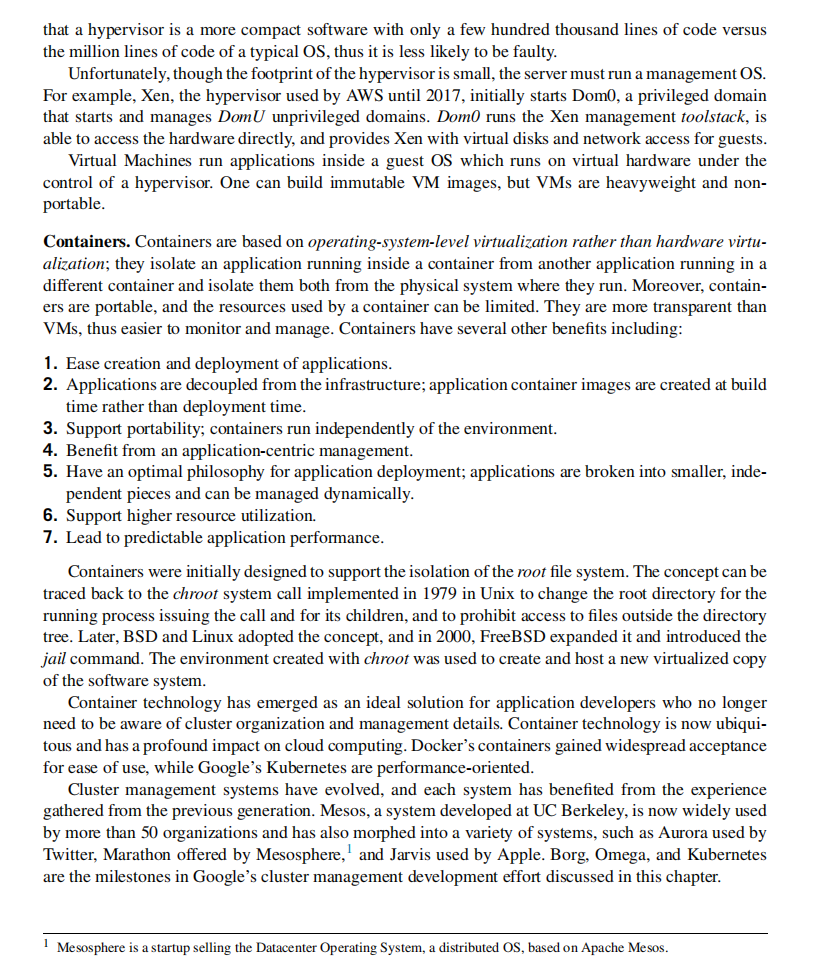 that a hypervisor is a more compact software with only a few hundred thousand lines of code versus
the million lines of code of a typical OS, thus it is less likely to be faulty.
Unfortunately, though the footprint of the hypervisor is small, the server must run a management OS.
For example, Xen, the hypervisor used by AWS until 2017, initially starts Dom0, a privileged domain
that starts and manages DomU unprivileged domains. Dom0 runs the Xen management toolstack, is
able to access the hardware directly, and provides Xen with virtual disks and network access for guests.
Virtual Machines run applications inside a guest OS which runs on virtual hardware under the
control of a hypervisor. One can build immutable VM images, but VMs are heavyweight and non-
portable.
Containers. Containers are based on operating-system-level virtualization rather than hardware virtu-
alization; they isolate an application running inside a container from another application running in a
different container and isolate them both from the physical system where they run. Moreover, contain-
ers are portable, and the resources used by a container can be limited. They are more transparent than
VMs, thus easier to monitor and manage. Containers have several other benefits including:
1. Ease creation and deployment of applications.
2. Applications are decoupled from the infrastructure; application container images are created at build
time rather than deployment time.
3. Support portability; containers run independently of the environment.
4. Benefit from an application-centric management.
5. Have an optimal philosophy for application deployment; applications are broken into smaller, inde-
pendent pieces and can be managed dynamically.
6. Support higher resource utilization.
7. Lead to predictable application performance.
Containers were initially designed to support the isolation of the root file system. The concept can be
traced back to the chroot system call implemented in 1979 in Unix to change the root directory for the
running process issuing the call and for its children, and to prohibit access to files outside the directory
tree. Later, BSD and Linux adopted the concept, and in 2000, FreeBSD expanded it and introduced the
jail command. The environment created with chroot was used to create and host a new virtualized copy
of the software system.
Container technology has emerged as an ideal solution for application developers who no longer
need to be aware of cluster organization and management details. Container technology is now ubiqui-
tous and has a profound impact on cloud computing. Docker's containers gained widespread acceptance
for ease of use, while Google's Kubernetes are performance-oriented.
Cluster management systems have evolved, and each system has benefited from the experience
gathered from the previous generation. Mesos, a system developed at UC Berkeley, is now widely used
by more than 50 organizations and has also morphed into a variety of systems, such as Aurora used by
Twitter, Marathon offered by Mesosphere,1 and Jarvis used by Apple. Borg, Omega, and Kubernetes
are the milestones in Google's cluster management development effort discussed in this chapter.
1 Mesosphere is a startup selling the Datacenter Operating System, a distributed OS, based on Apache Mesos.